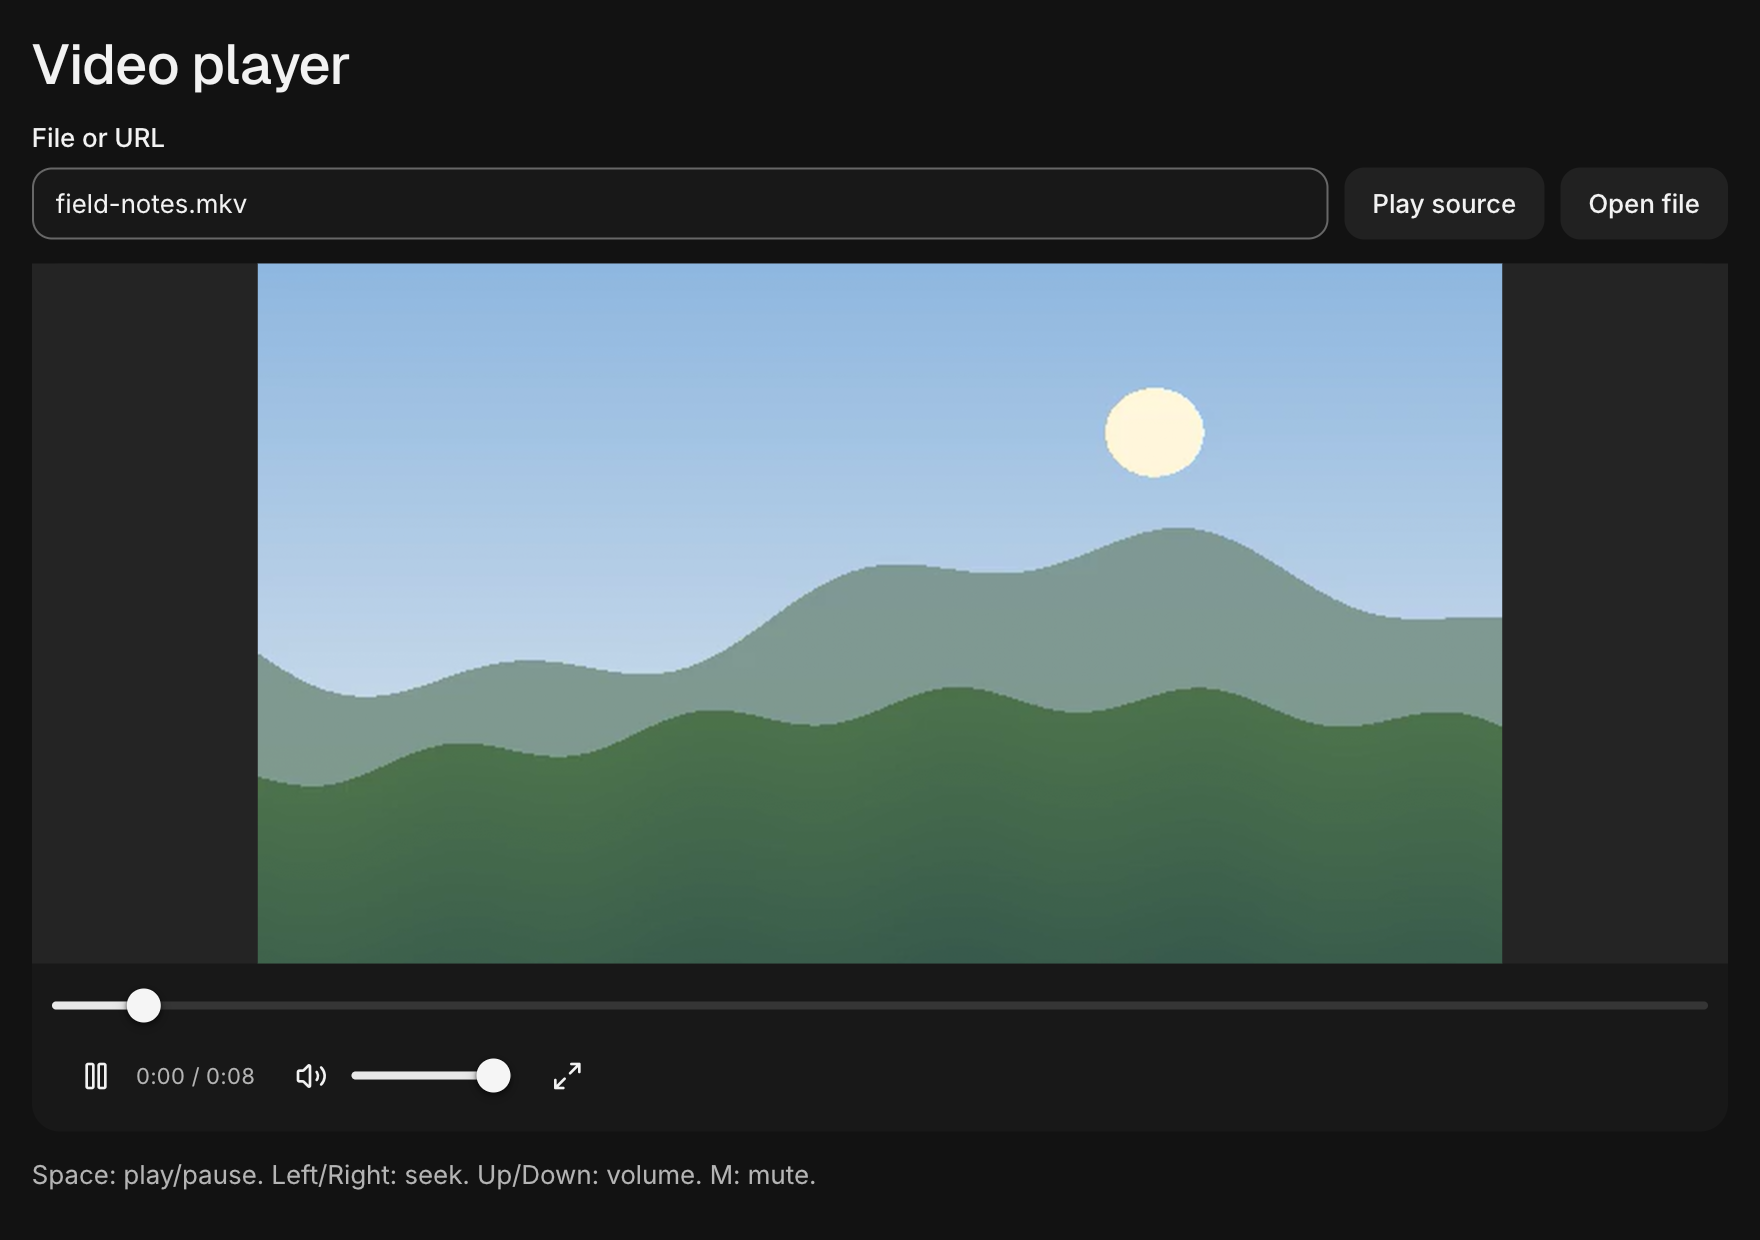 Video player
File or URL
field-notes.mkv
Play source
Open file
0:00 / 0:08
Space: play/pause. Left/Right: seek. Up/Down: volume. M: mute.